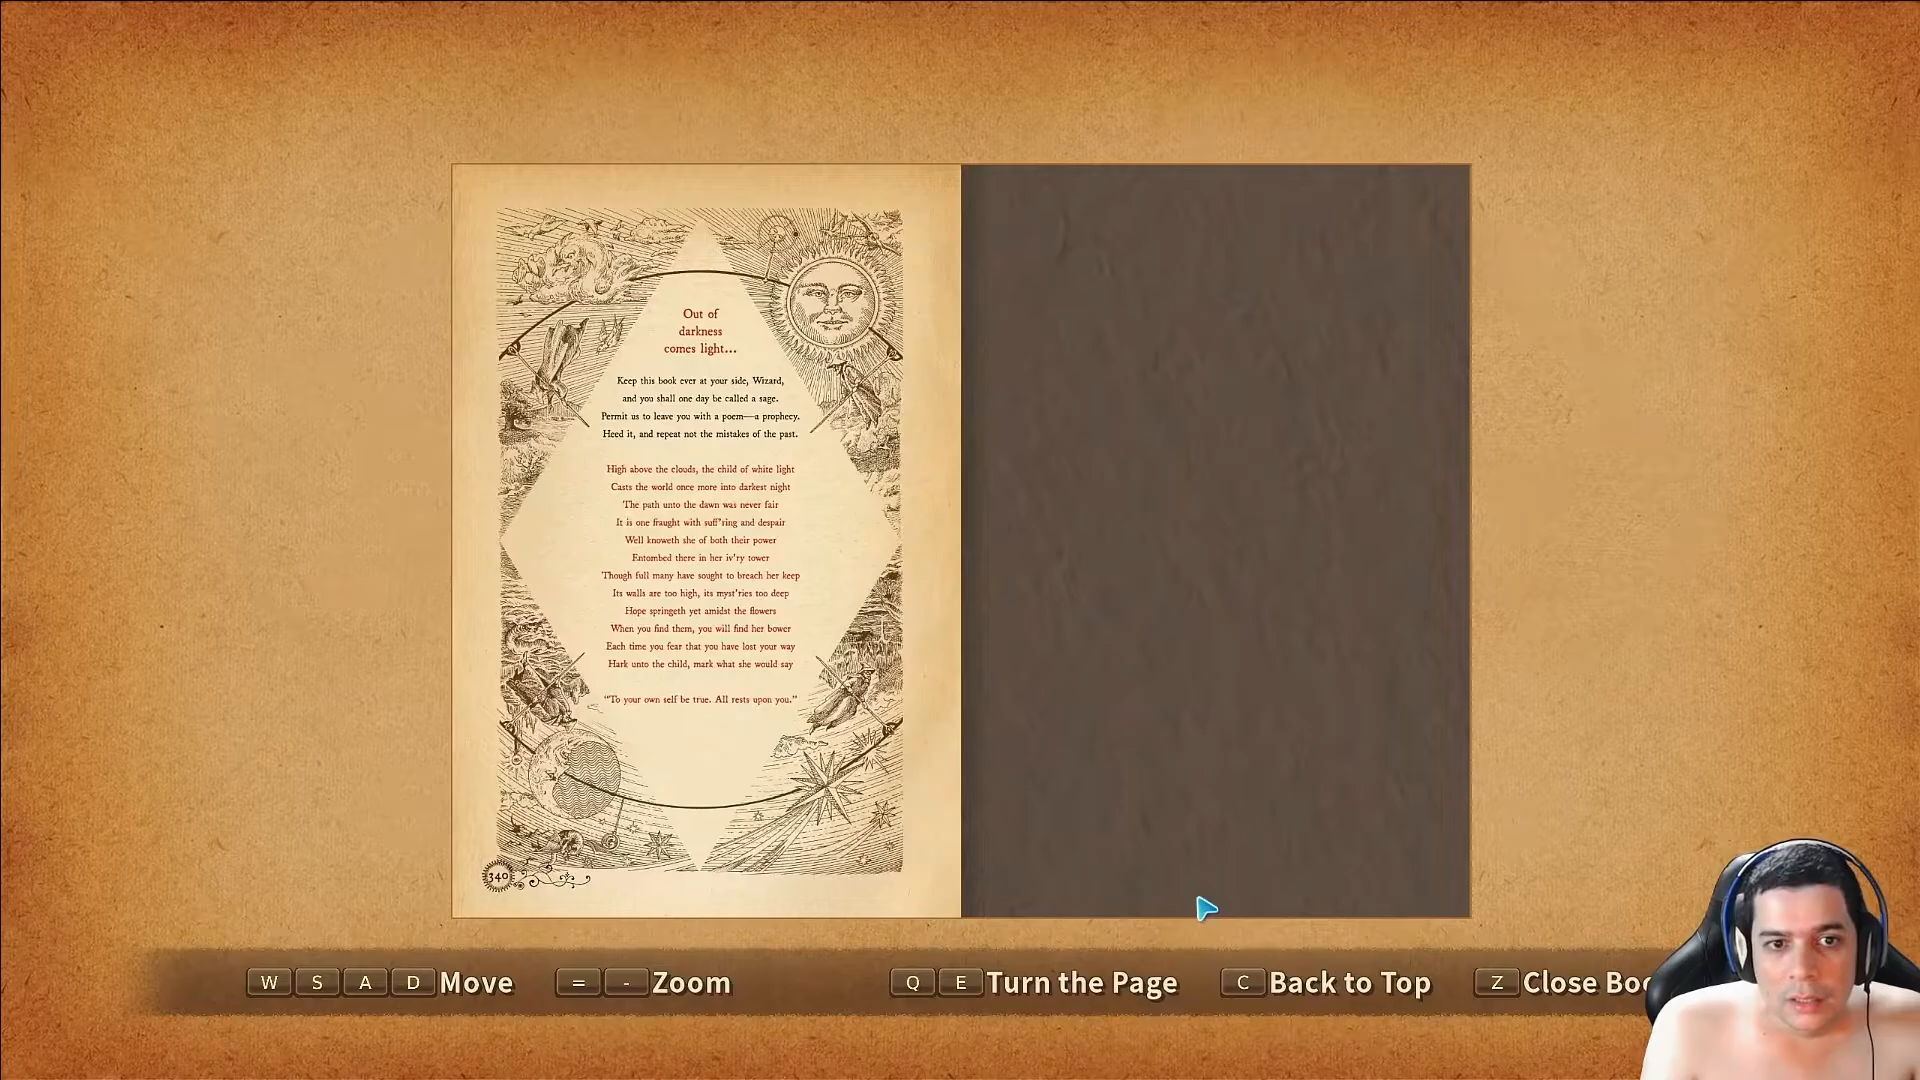 Out of
darkness
comes light...
Keep this book ever at your side, Wizard,
and you shall one day be called a sage.
Permit us to leave you with a poem—a prophecy.
Heed it, and repeat not the mistakes of the past.
High above the clouds, the child of white light
Casts the world once more into darkest night
The path unto the dawn was never fair
It is one fraught with suff'ring and despair
Well knoweth she of both their power
Entombed there in her iv'ry tower
Though full many have sought to breach her keep
Its walls are too high, its myst'ries too deep
Hope springeth yet amidst the flowers
When you find them, you will find her bower
Each time you fear that you have lost your way
Hark unto the child, mark what she would say
"To your own self be true. All rests upon you."
340
W S A D Move = - Zoom Q E Turn the Page C Back to Top Z Close Boo